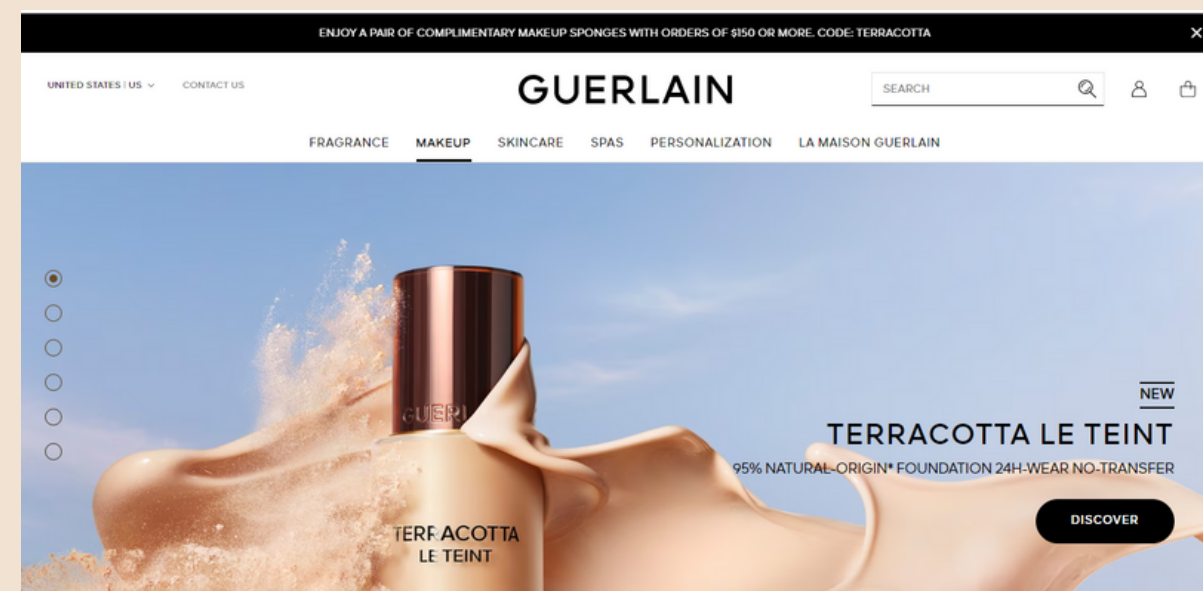 ENJOY A PAIR OF COMPLIMENTARY MAKEUP SPONGES WITH ORDERS OF $150 OR MORE. CODE: TERRACOTTA
UNITED STATES | US CONTACT US
GUERLAIN
SEARCH
FRAGRANCE MAKEUP SKINCARE SPAS PERSONALIZATION LA MAISON GUERLAIN
GUERL
NEW
TERRACOTTA LE TEINT
95% NATURAL-ORIGIN* FOUNDATION 24H-WEAR NO-TRANSFER
DISCOVER
TERRACOTTA
LE TEINT